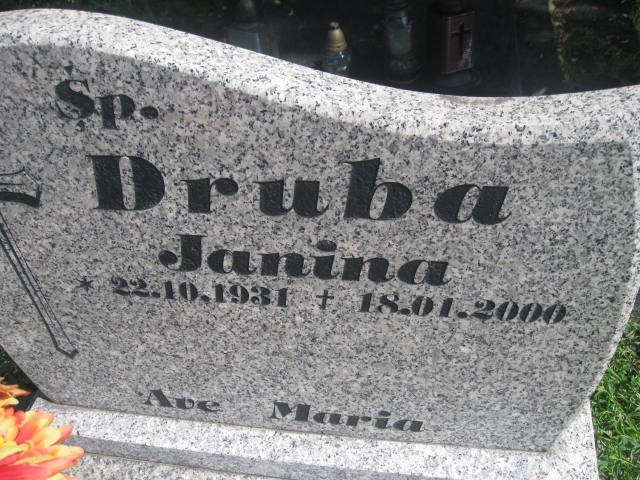 Śp.
Druba
Janina
* 22.10.1931 + 18.01.2000
Ave Maria